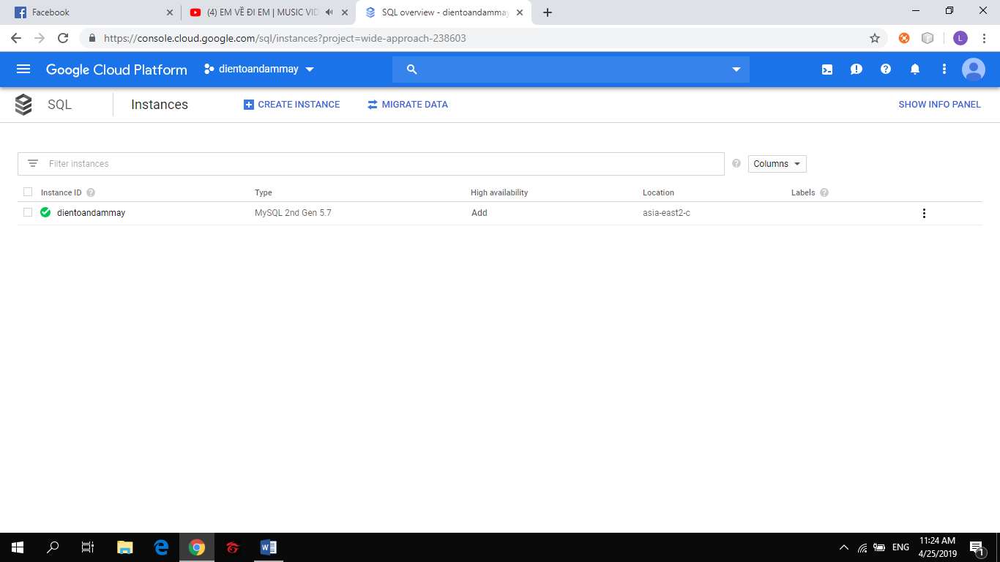 Facebook
(4) EM VỀ ĐI EM | MUSIC VID
SQL overview - dientoandammay
https://console.cloud.google.com/sql/instances?project=wide-approach-238603
L
Google Cloud Platform
dientoandammay
SQL
Instances
CREATE INSTANCE
MIGRATE DATA
SHOW INFO PANEL
Filter instances
Columns
Instance ID
Type
High availability
Location
Labels
dientoandammay
MySQL 2nd Gen 5.7
Add
asia-east2-c
ENG
11:24 AM
4/25/2019
1